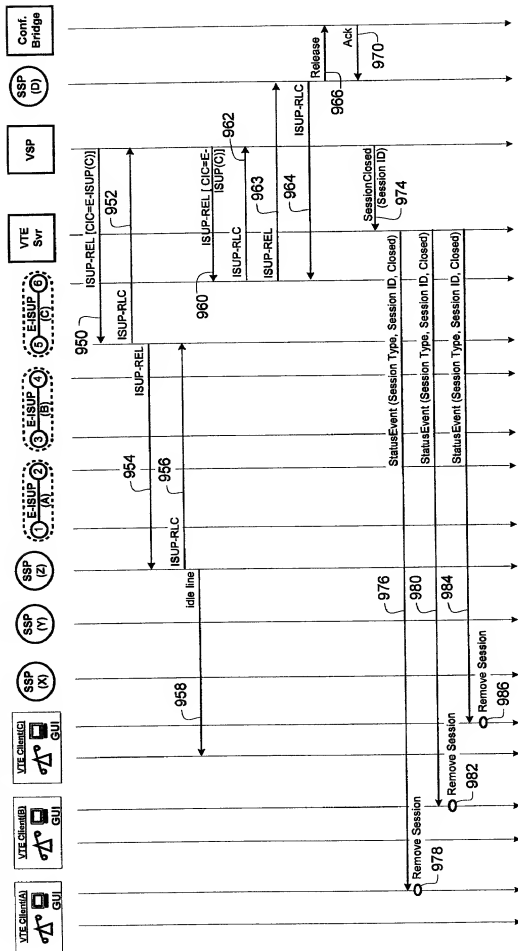 VTE Client(A)
GUI
VTE Client(B)
GUI
VTE Client(C)
GUI
SSP
(X)
SSP
(Y)
SSP
(Z)
1
E-ISUP
(A)
2
3
E-ISUP
(B)
4
5
E-ISUP
(C)
6
VTE
Svr
VSP
SSP
(D)
Conf.
Bridge
ISUP-REL [CIC=E-ISUP(C)]
950
952
ISUP-RLC
ISUP-REL
954
956
ISUP-RLC
idle line
958
ISUP-REL [ CIC=E-
ISUP(C)]
960
962
ISUP-RLC
963
ISUP-REL
964
ISUP-RLC
Release
966
Ack
970
SessionClosed
(Session ID)
974
StatusEvent (Session Type, Session ID, Closed)
976
Remove Session
978
StatusEvent (Session Type, Session ID, Closed)
980
Remove Session
982
StatusEvent (Session Type, Session ID, Closed)
984
Remove Session
986